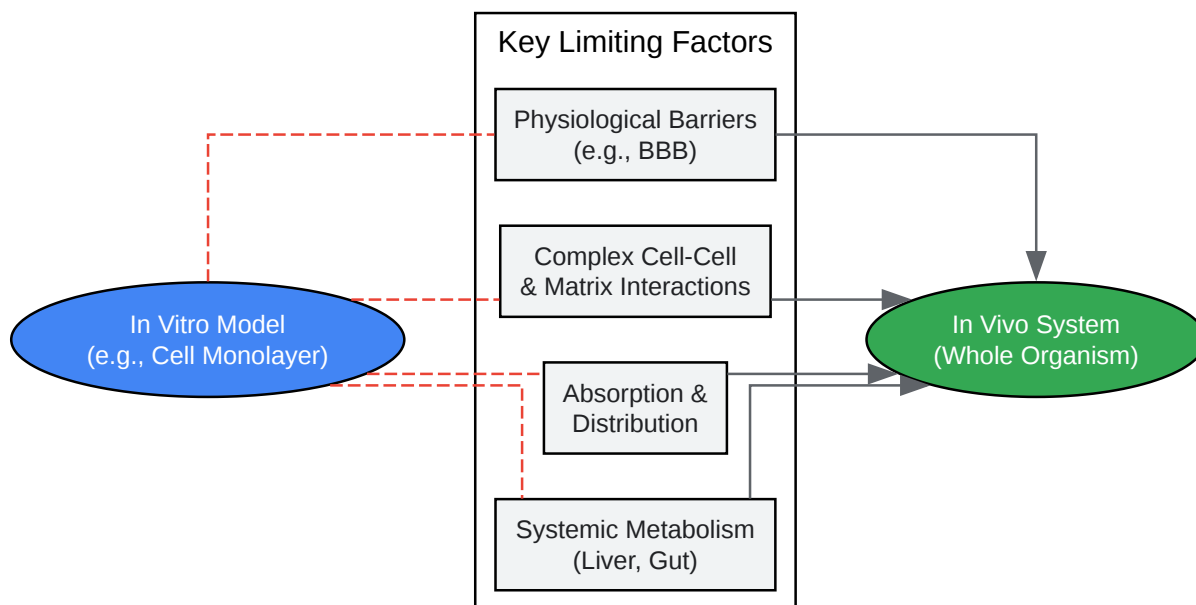 Key Limiting Factors
Physiological Barriers
(e.g., BBB)
Complex Cell-Cell
& Matrix Interactions
In Vitro Model
(e.g., Cell Monolayer)
In Vivo System
(Whole Organism)
Absorption &
Distribution
Systemic Metabolism
(Liver, Gut)